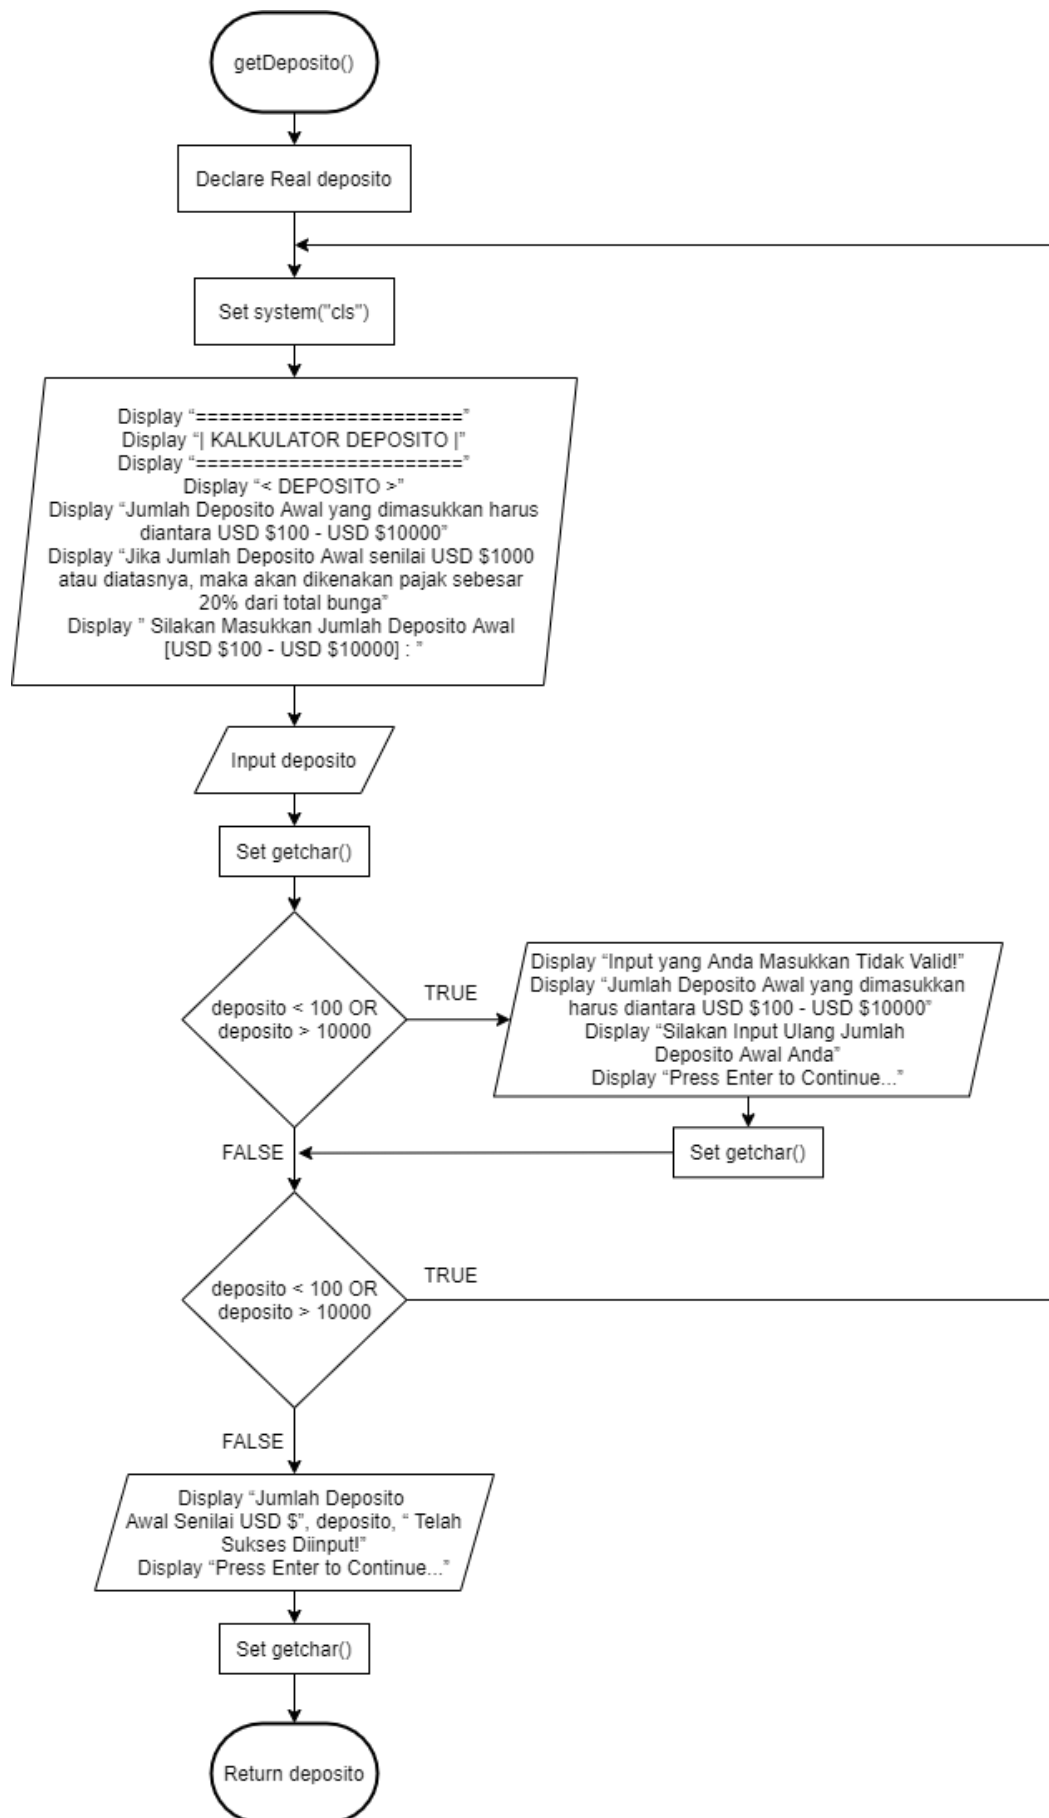 getDeposito()
Declare Real deposito
Set system("cls")
Display “=======================”
Display “| KALKULATOR DEPOSITO |”
Display “=======================”
Display “< DEPOSITO >”
Display “Jumlah Deposito Awal yang dimasukkan harus
diantara USD $100 - USD $10000”
Display “Jika Jumlah Deposito Awal senilai USD $1000
atau diatasnya, maka akan dikenakan pajak sebesar
20% dari total bunga”
Display ” Silakan Masukkan Jumlah Deposito Awal
[USD $100 - USD $10000] : ”
Input deposito
Set getchar()
deposito < 100 OR
deposito > 10000
TRUE
Display “Input yang Anda Masukkan Tidak Valid!”
Display “Jumlah Deposito Awal yang dimasukkan
harus diantara USD $100 - USD $10000”
Display “Silakan Input Ulang Jumlah
Deposito Awal Anda”
Display “Press Enter to Continue...”
Set getchar()
FALSE
deposito < 100 OR
deposito > 10000
TRUE
FALSE
Display “Jumlah Deposito
Awal Senilai USD $”, deposito, “ Telah
Sukses Diinput!”
Display “Press Enter to Continue...”
Set getchar()
Return deposito